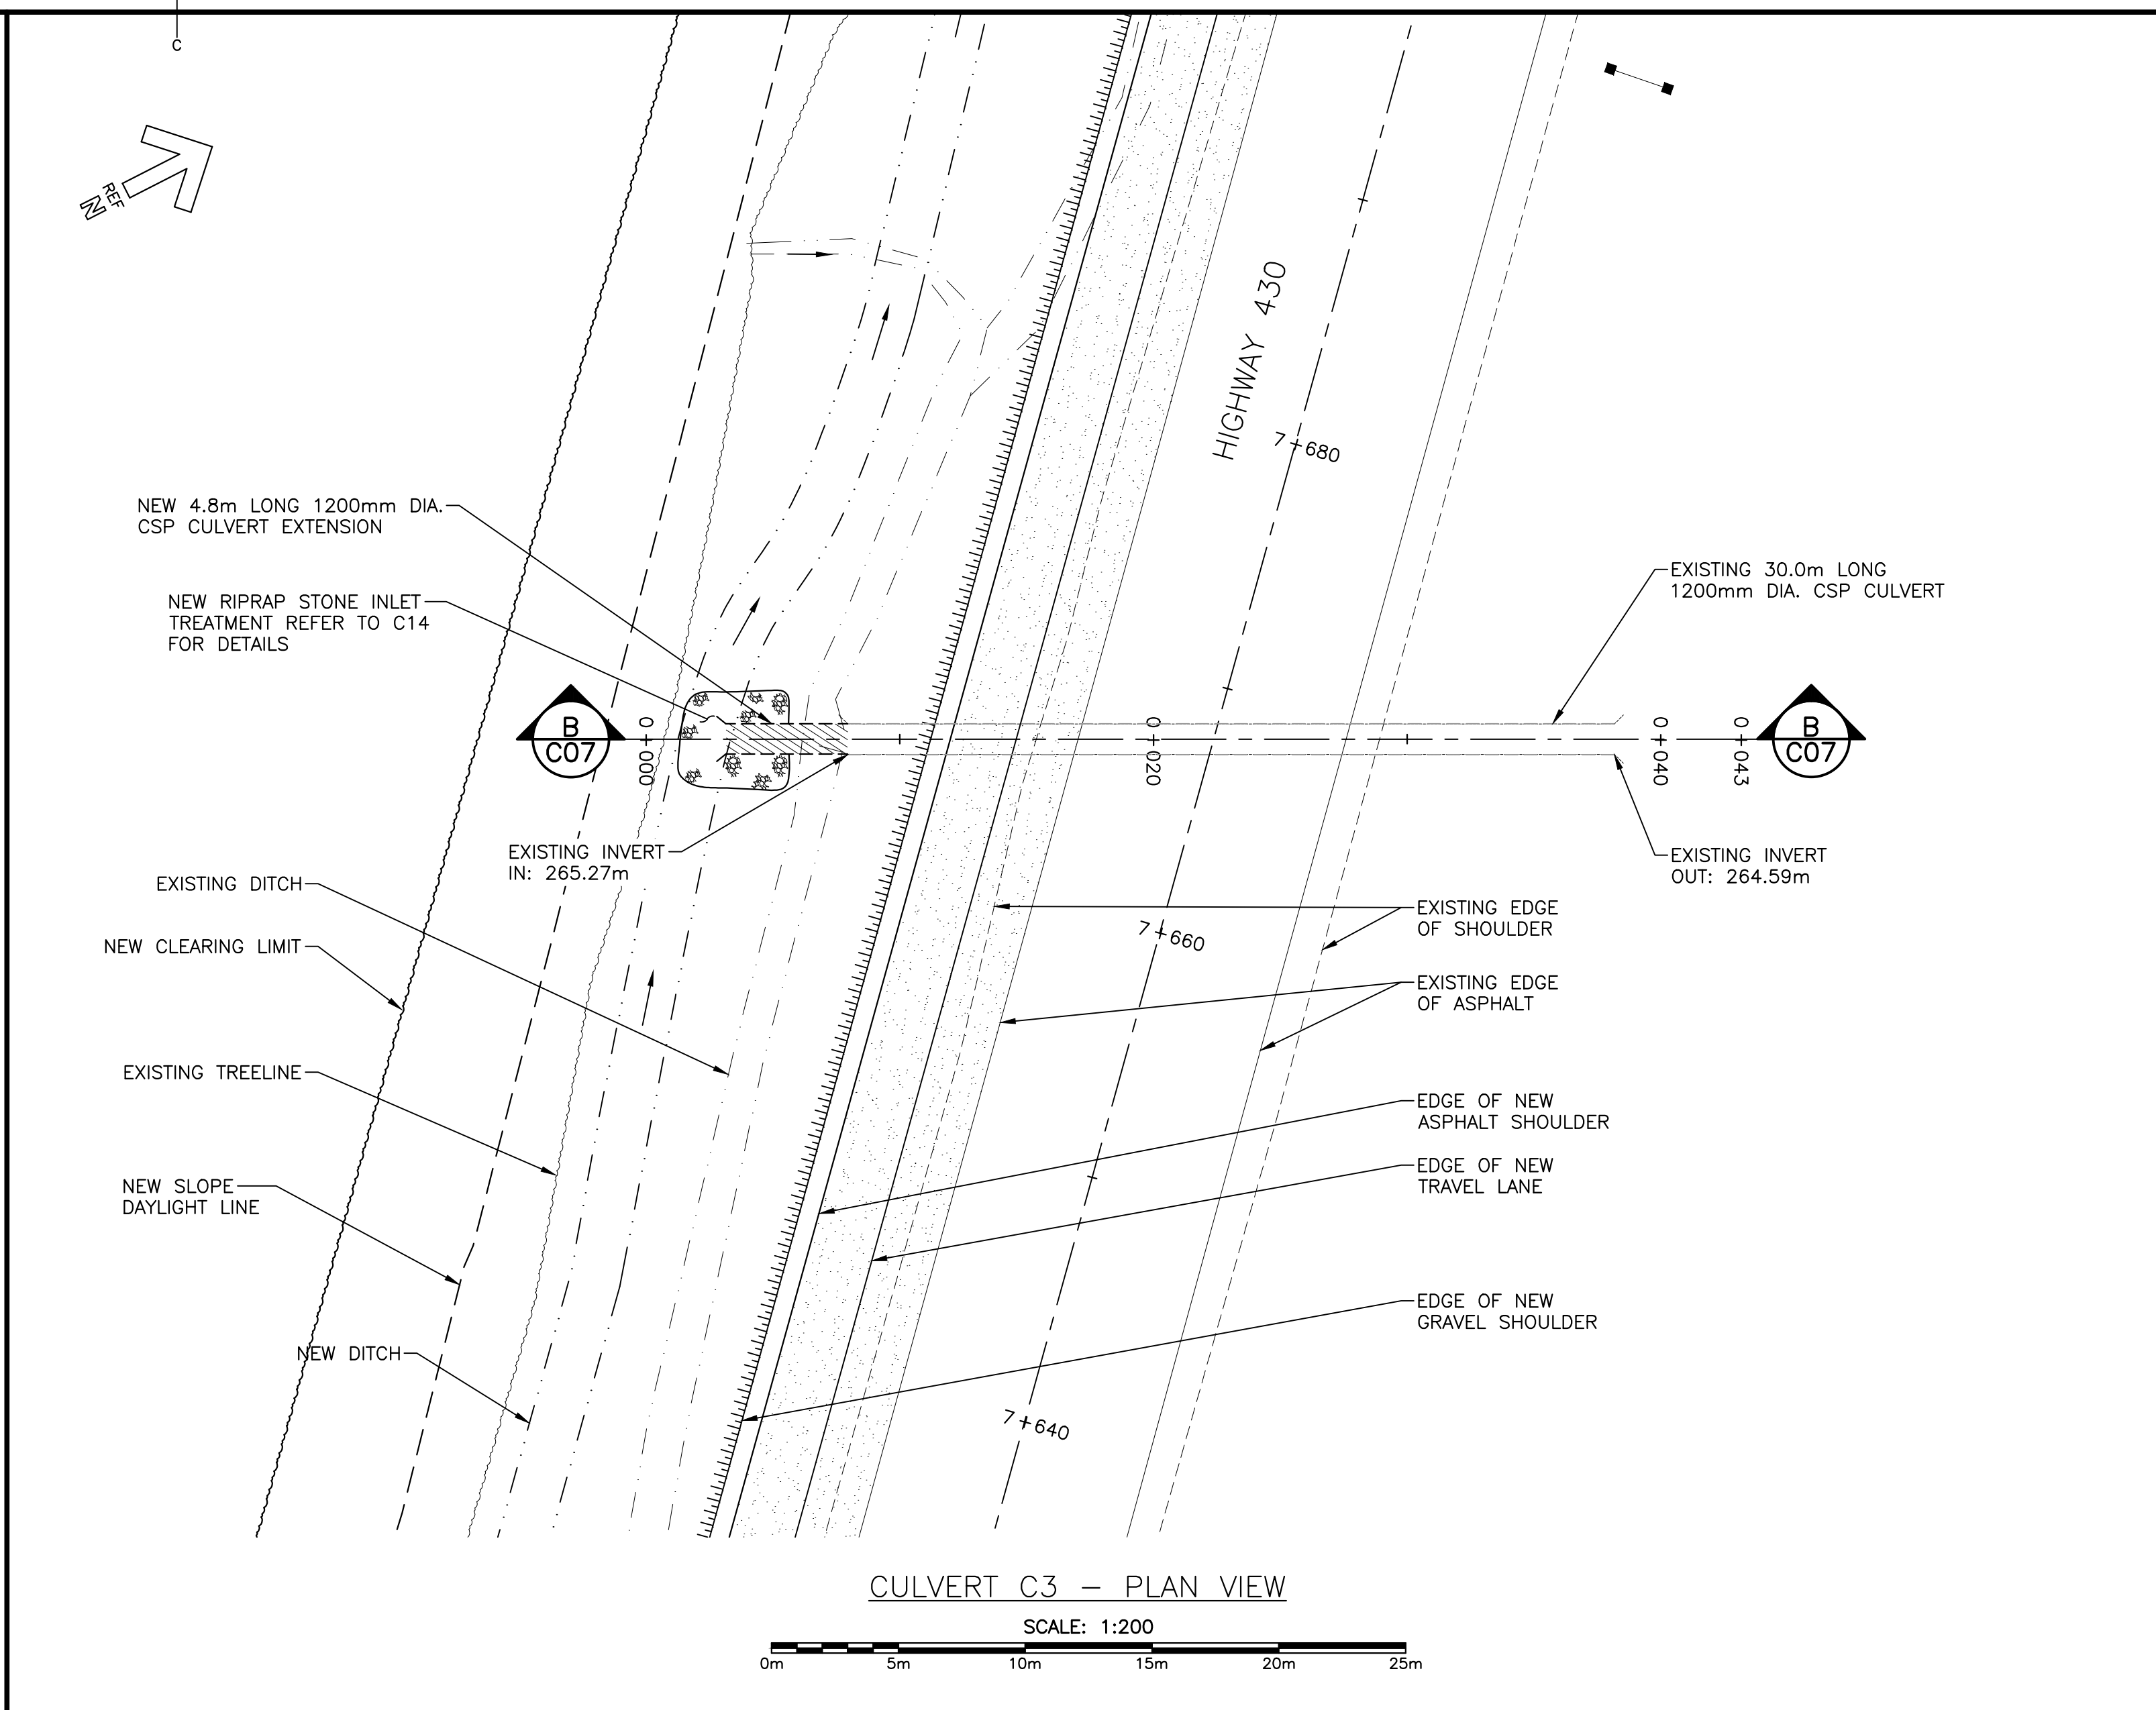 C
REF
N
HIGHWAY 430
7+680
NEW 4.8m LONG 1200mm DIA.
CSP CULVERT EXTENSION
EXISTING 30.0m LONG
1200mm DIA. CSP CULVERT
NEW RIPRAP STONE INLET
TREATMENT REFER TO C14
FOR DETAILS
B
C07
0+000
0+020
0+040
0+043
B
C07
EXISTING INVERT
IN: 265.27m
EXISTING INVERT
OUT: 264.59m
EXISTING DITCH
EXISTING EDGE
OF SHOULDER
7+660
NEW CLEARING LIMIT
EXISTING EDGE
OF ASPHALT
EXISTING TREELINE
EDGE OF NEW
ASPHALT SHOULDER
NEW SLOPE
DAYLIGHT LINE
EDGE OF NEW
TRAVEL LANE
EDGE OF NEW
GRAVEL SHOULDER
NEW DITCH
7+640
CULVERT C3 – PLAN VIEW
SCALE: 1:200
0m 5m 10m 15m 20m 25m